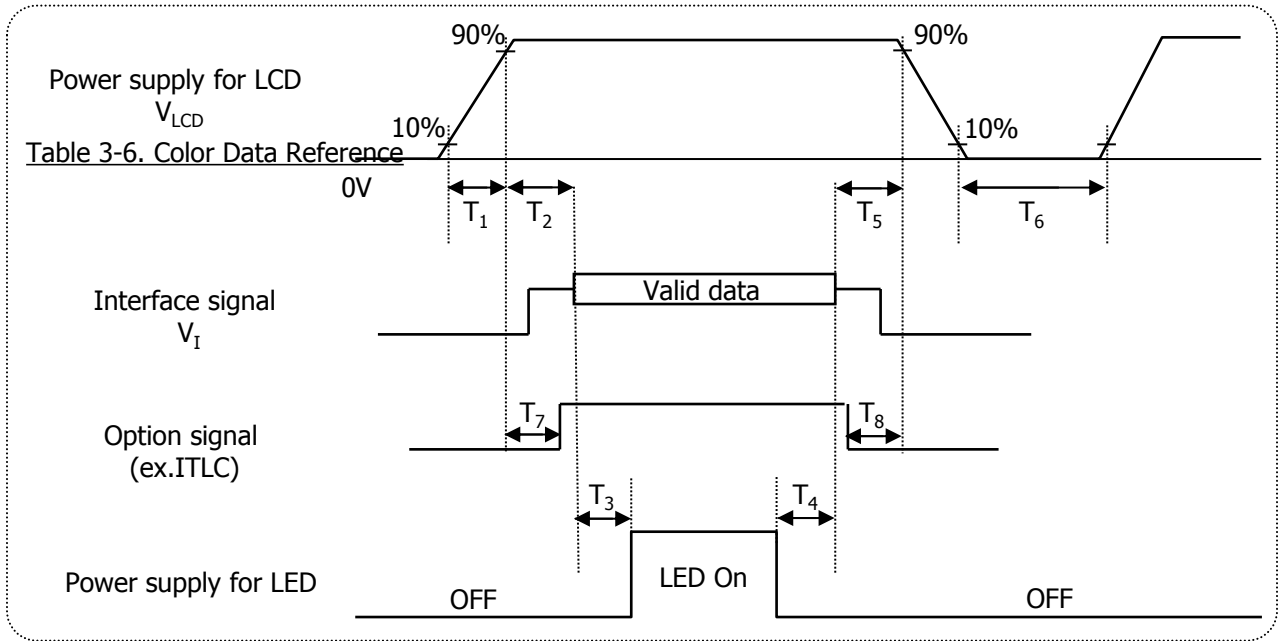 90%
90%
Power supply for LCD
V_LCD
10%
10%
Table 3-6. Color Data Reference
0V
T1
T2
T5
T6
Interface signal
V_I
Valid data
Option signal
(ex.ITLC)
T7
T8
T3
T4
Power supply for LED
OFF
LED On
OFF